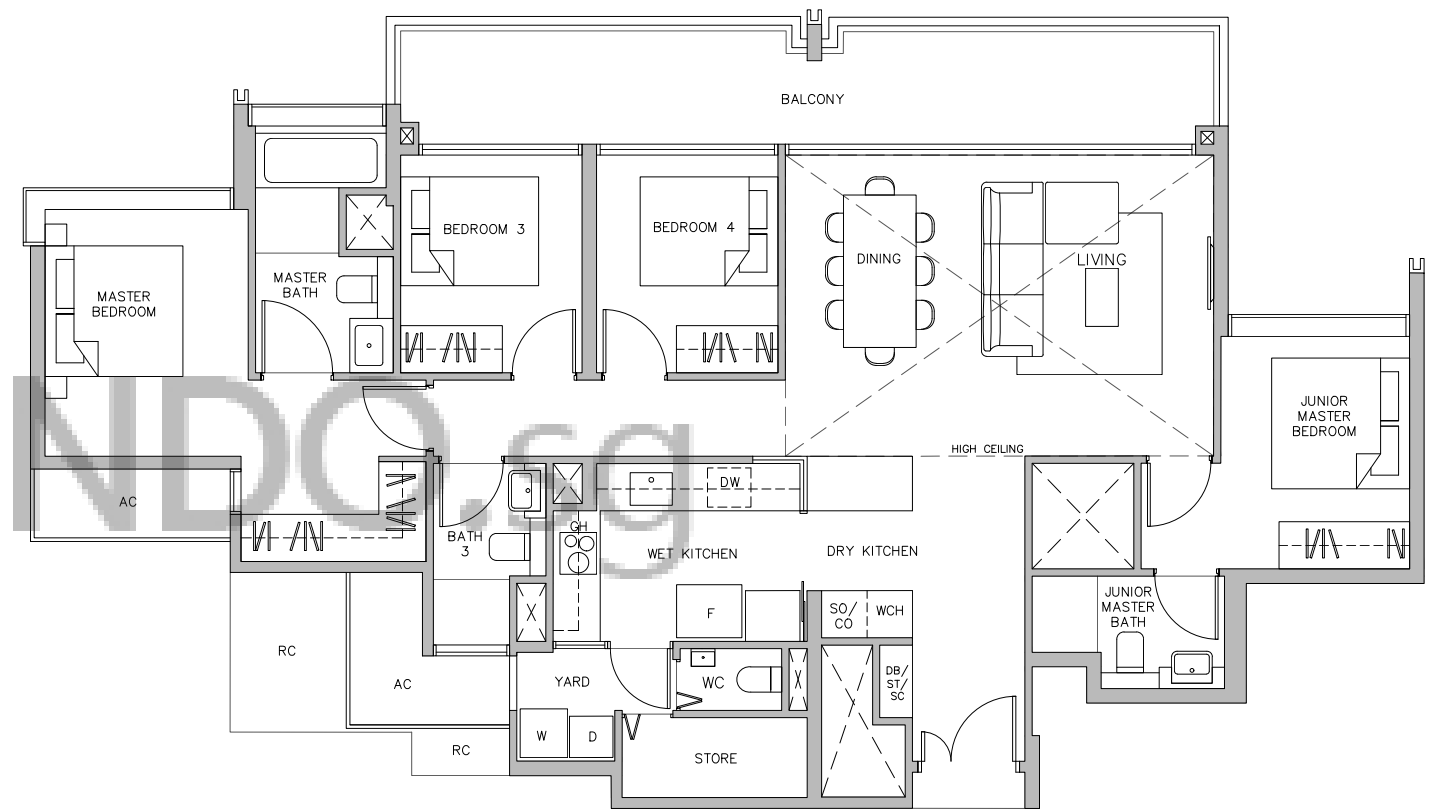 BALCONY
BEDROOM 3
BEDROOM 4
DINING
LIVING
MASTER
BATH
MASTER
BEDROOM
JUNIOR
MASTER
BEDROOM
HIGH CEILING
NDO.sg
AC
DW
GH
BATH
3
WET KITCHEN
DRY KITCHEN
F
SO/
CO
WCH
JUNIOR
MASTER
BATH
RC
AC
YARD
WC
DB/
ST/
SC
W
D
RC
STORE